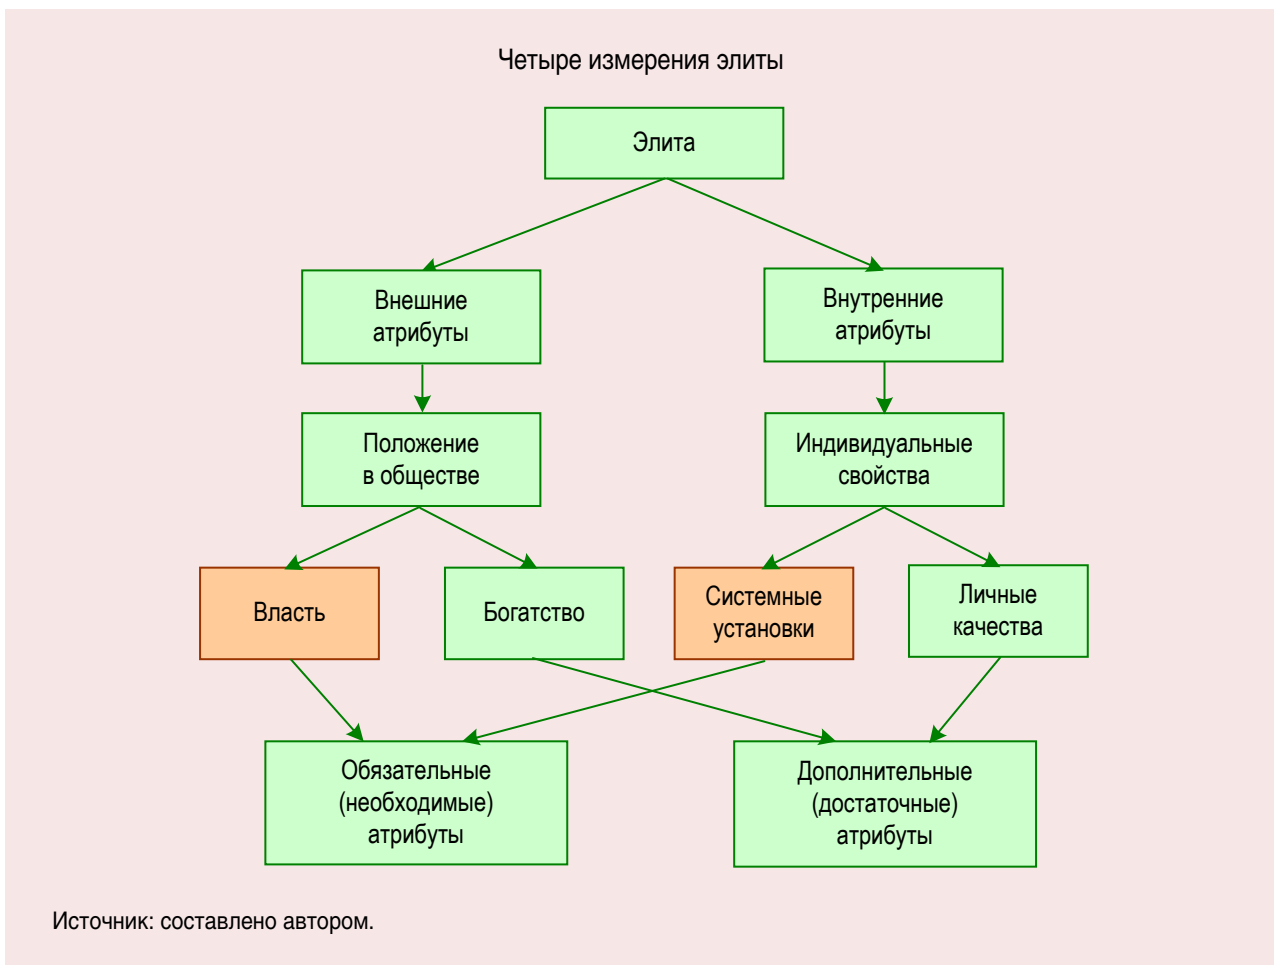 Четыре измерения элиты
Элита
Внешние
атрибуты
Внутренние
атрибуты
Положение
в обществе
Индивидуальные
свойства
Власть
Богатство
Системные
установки
Личные
качества
Обязательные
(необходимые)
атрибуты
Дополнительные
(достаточные)
атрибуты
Источник: составлено автором.